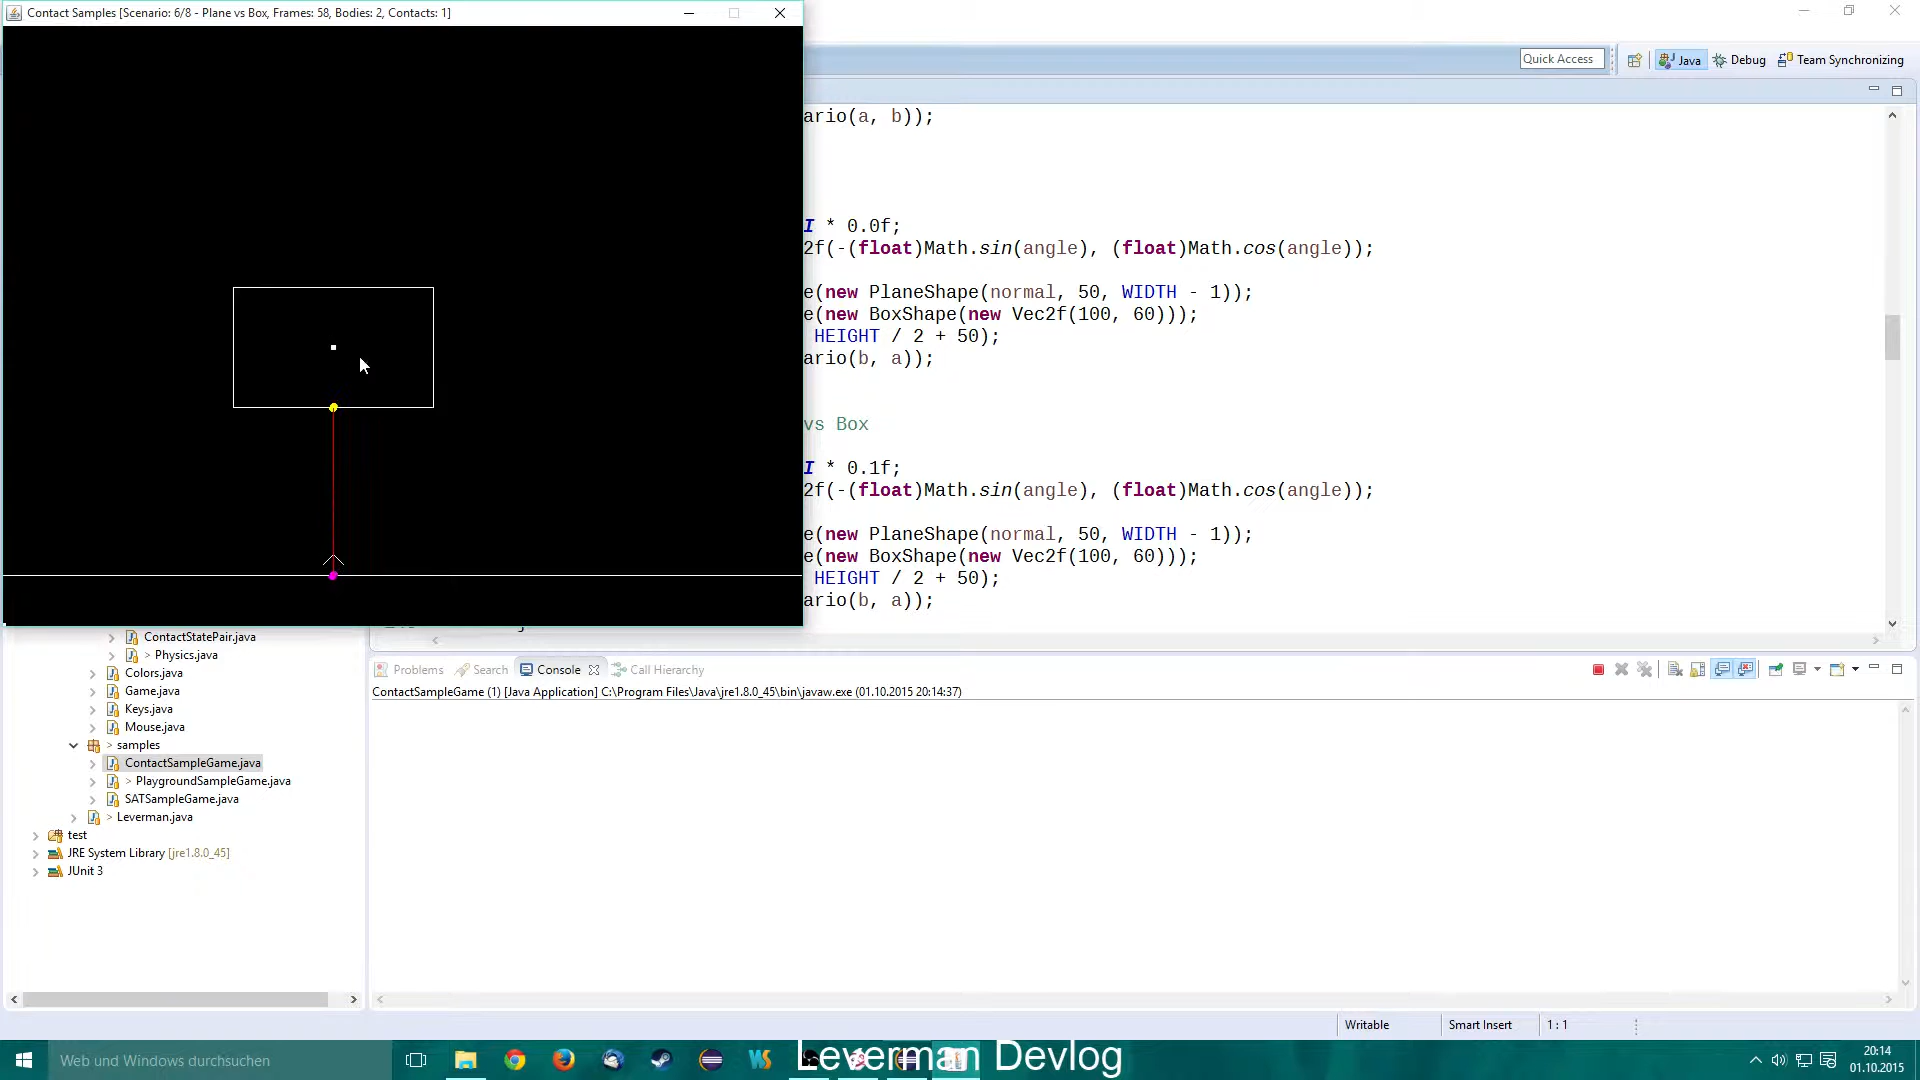 Contact Samples [Scenario: 6/8 - Plane vs Box, Frames: 58, Bodies: 2, Contacts: 1]
Quick Access
Java
Debug
Team Synchronizing
ario(a, b));
I * 0.0f;
2f(-(float)Math.sin(angle), (float)Math.cos(angle));
e(new PlaneShape(normal, 50, WIDTH - 1));
e(new BoxShape(new Vec2f(100, 60)));
HEIGHT / 2 + 50);
ario(b, a));
vs Box
I * 0.1f;
2f(-(float)Math.sin(angle), (float)Math.cos(angle));
e(new PlaneShape(normal, 50, WIDTH - 1));
e(new BoxShape(new Vec2f(100, 60)));
HEIGHT / 2 + 50);
ario(b, a));
ContactStatePair.java
> Physics.java
Colors.java
Game.java
Keys.java
Mouse.java
> samples
ContactSampleGame.java
> PlaygroundSampleGame.java
SATSampleGame.java
> Leverman.java
test
JRE System Library [jre1.8.0_45]
JUnit 3
Problems
Search
Console
Call Hierarchy
ContactSampleGame (1) [Java Application] C:\Program Files\Java\jre1.8.0_45\bin\javaw.exe (01.10.2015 20:14:37)
Writable
Smart Insert
1 : 1
Web und Windows durchsuchen
Leverman Devlog
20:14
01.10.2015